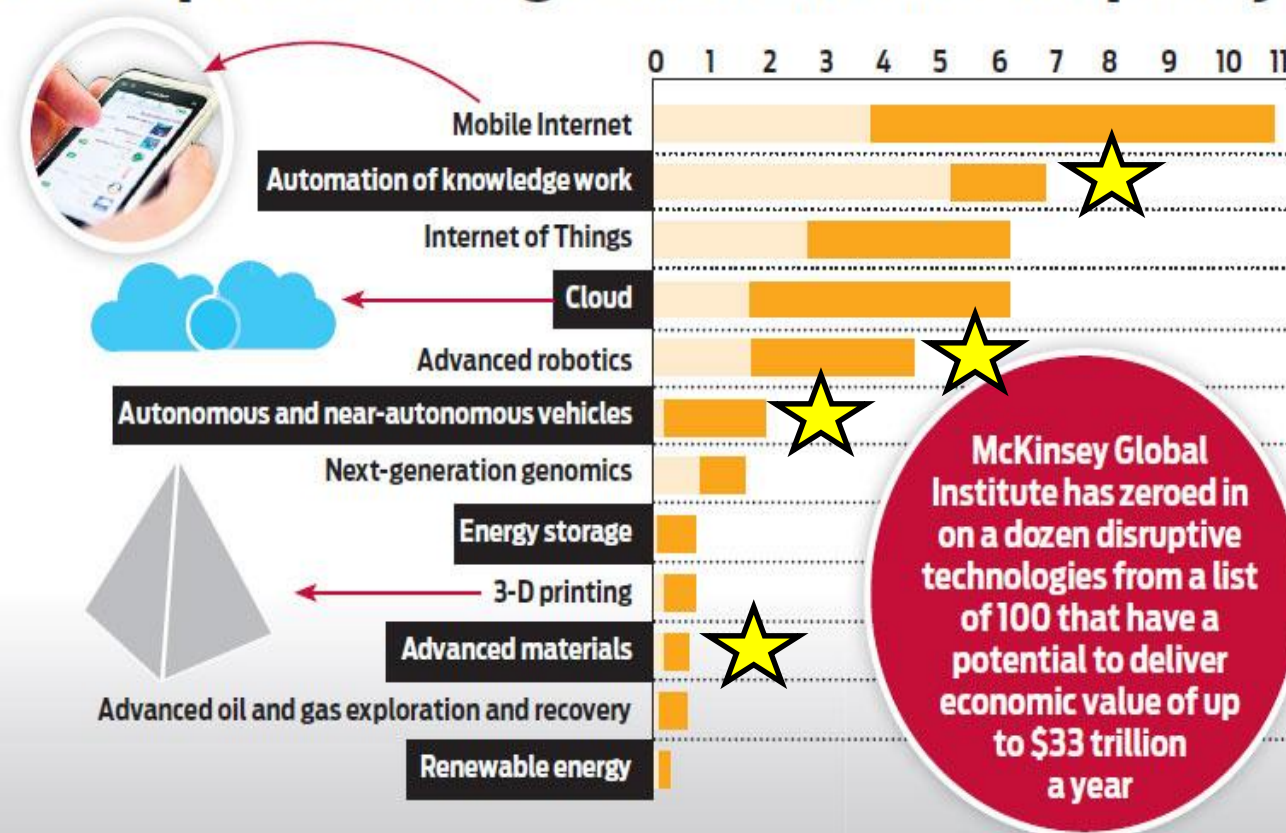 0 1 2 3 4 5 6 7 8 9 10 11
Mobile Internet
Automation of knowledge work
Internet of Things
Cloud
Advanced robotics
Autonomous and near-autonomous vehicles
Next-generation genomics
Energy storage
3-D printing
Advanced materials
Advanced oil and gas exploration and recovery
Renewable energy
McKinsey Global
Institute has zeroed in
on a dozen disruptive
technologies from a list
of 100 that have a
potential to deliver
economic value of up
to $33 trillion
a year